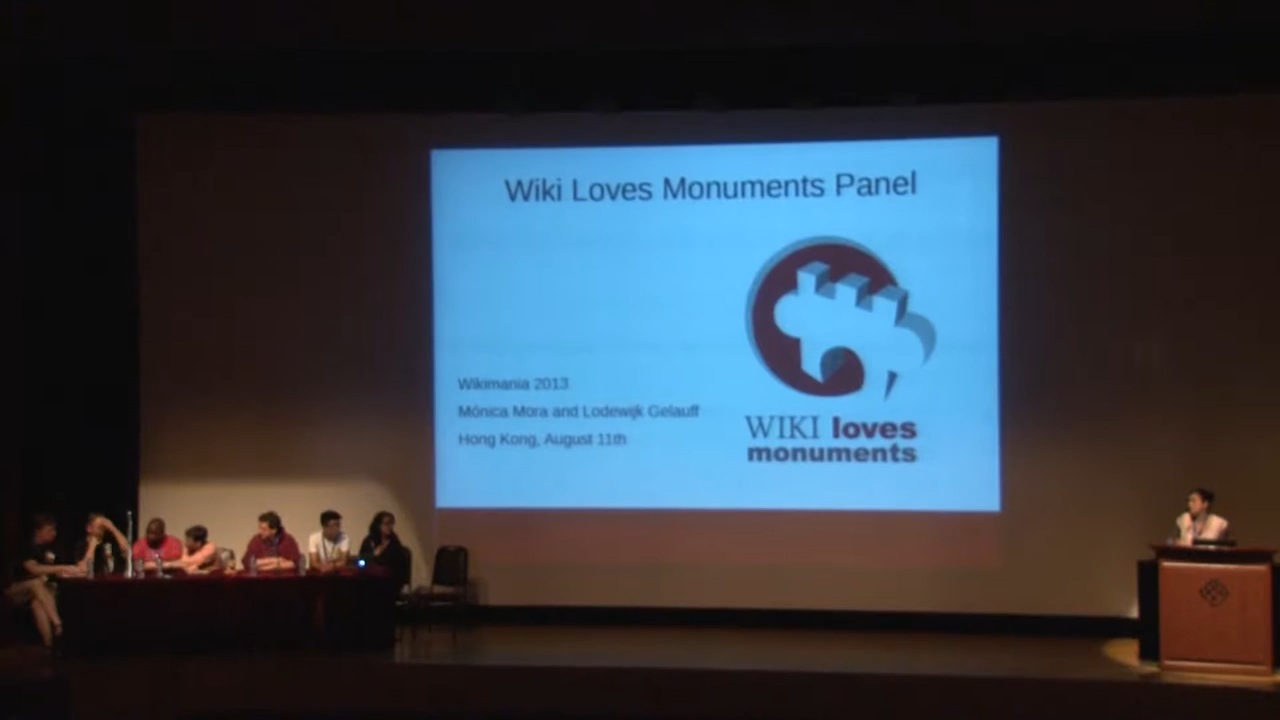 Wiki Loves Monuments Panel
Wikimania 2013
Mónica Mora and Lodewijk Gelauff
Hong Kong, August 11th
WIKI loves
monuments